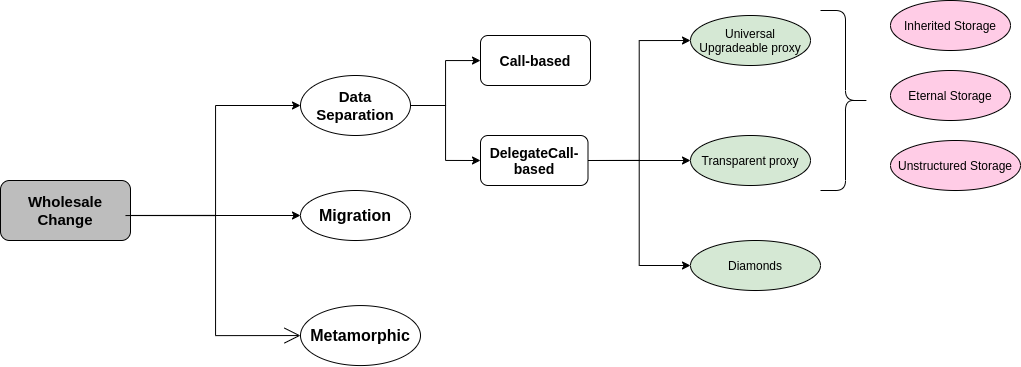 Wholesale
Change
Data
Separation
Migration
Metamorphic
Call-based
DelegateCall-
based
Universal
Upgradeable proxy
Transparent proxy
Diamonds
Inherited Storage
Eternal Storage
Unstructured Storage